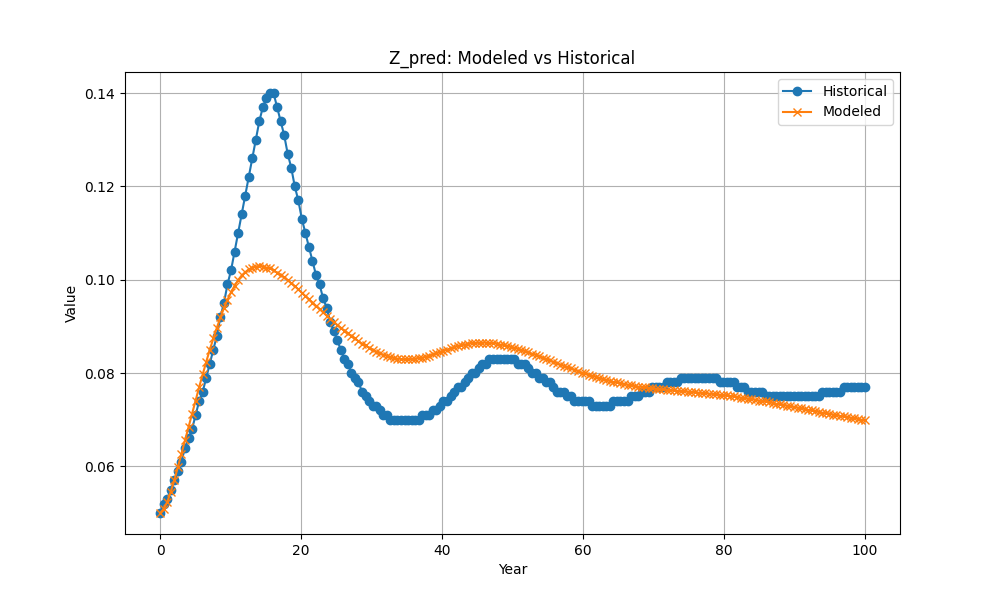 Z_pred: Modeled vs Historical
Historical
Modeled
0.14
0.12
0.10
0.08
0.06
Value
0 20 40 60 80 100
Year